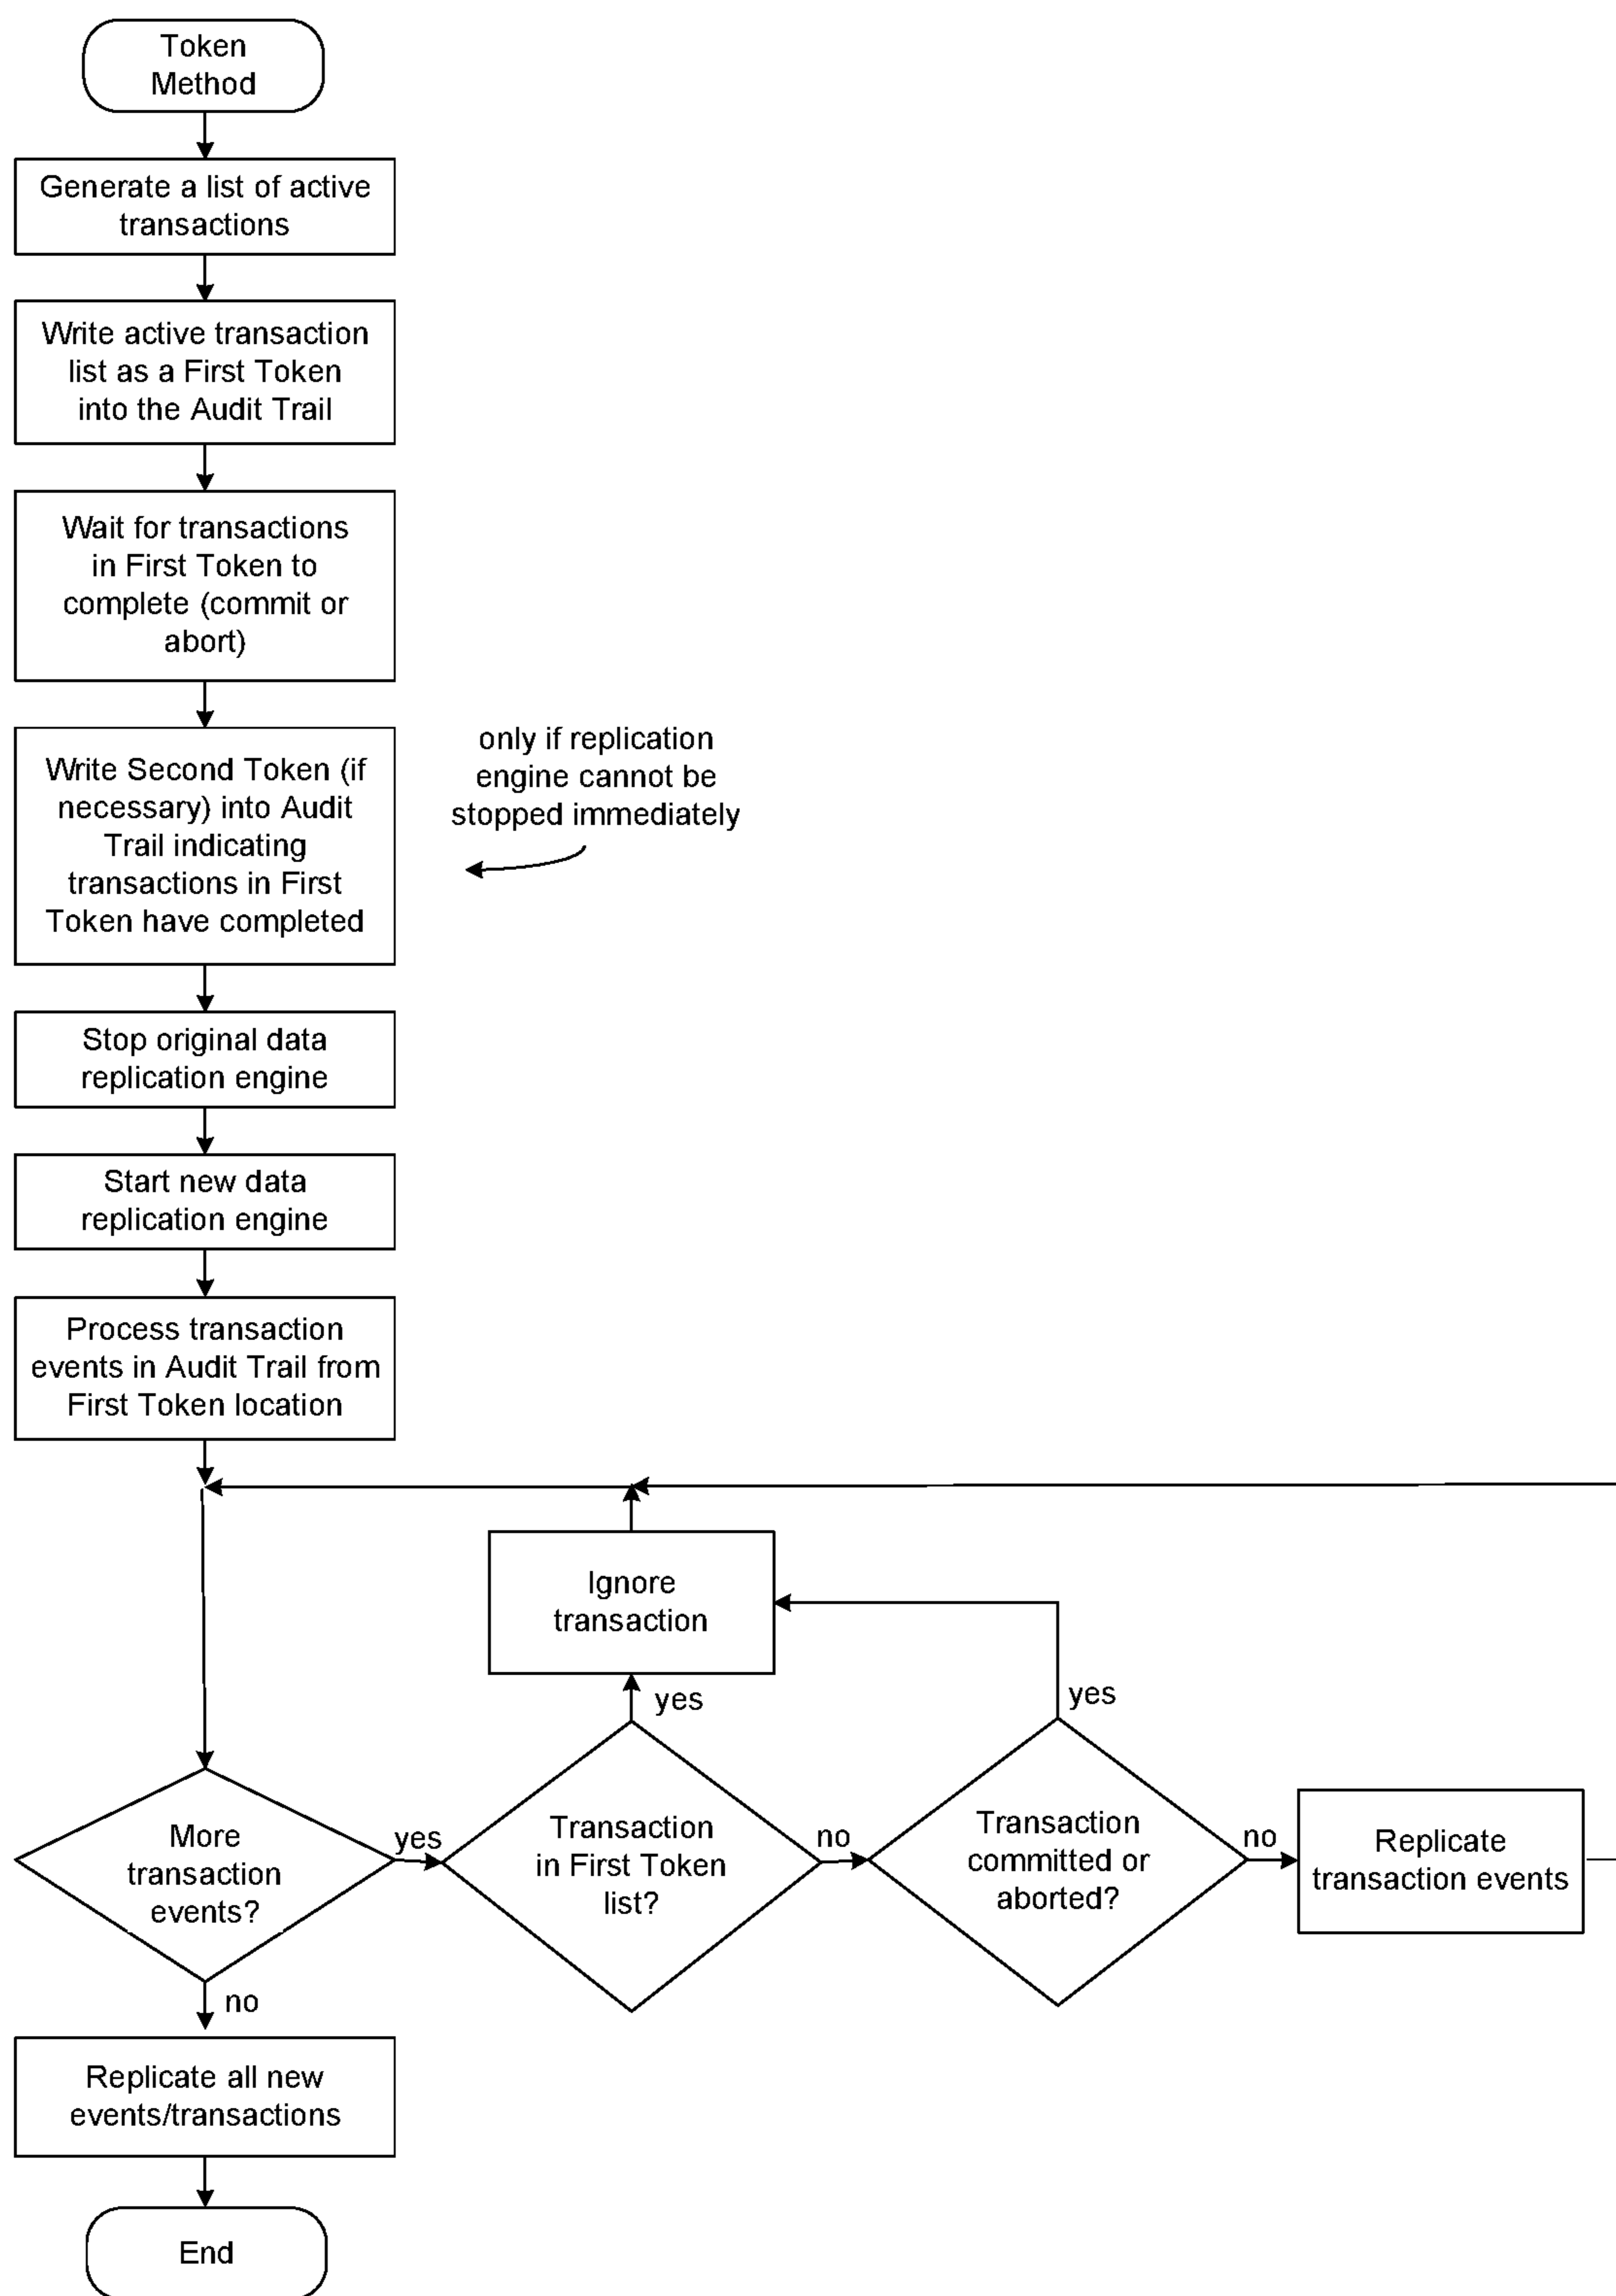 Token
Method
Generate a list of active
transactions
Write active transaction
list as a First Token
into the Audit Trail
Wait for transactions
in First Token to
complete (commit or
abort)
Write Second Token (if
necessary) into Audit
Trail indicating
transactions in First
Token have completed
only if replication
engine cannot be
stopped immediately
Stop original data
replication engine
Start new data
replication engine
Process transaction
events in Audit Trail from
First Token location
Ignore
transaction
yes
yes
More
transaction
events?
yes
Transaction
in First Token
list?
no
Transaction
committed or
aborted?
no
Replicate
transaction events
no
Replicate all new
events/transactions
End